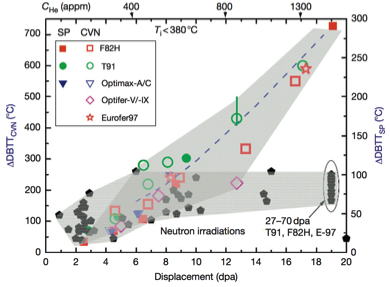 C_He (appm) 400 900 1300
SP CVN T_i<380°C
F82H
T91
Optimax-A/C
Optifer-V/-IX
Eurofer97
700
600
500
400
300
200
100
0
ΔDBTT_CVN (°C)
300
250
200
150
100
50
0
ΔDBTT_SP (°C)
27–70 dpa
T91, F82H, E-97
Neutron irradiations
0 2 4 6 8 10 12 14 16 18 20
Displacement (dpa)